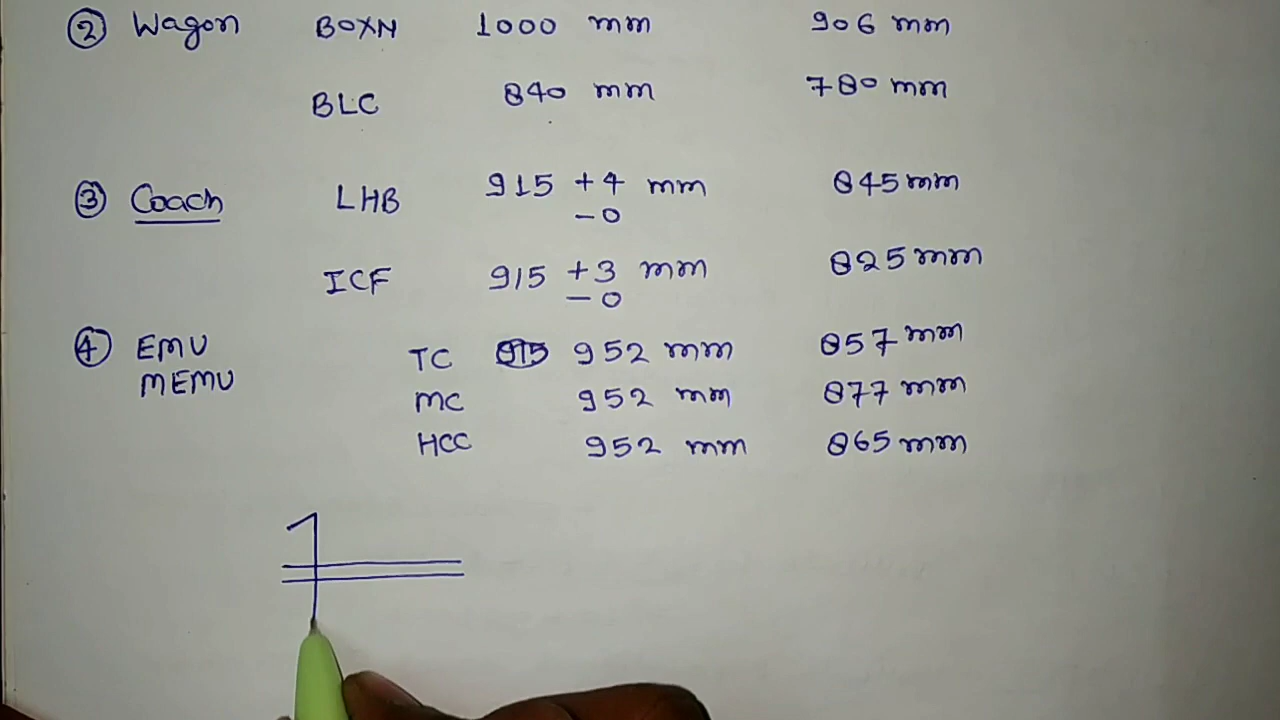 ② Wagon BOXN 1000 mm 906 mm
BLC 840 mm 780 mm
③ Coach LHB 915 +4 mm 845 mm
-0
ICF 915 +3 mm 825 mm
-0
④ EMU TC 952 mm 857 mm
MEMU MC 952 mm 877 mm
HCC 952 mm 865 mm